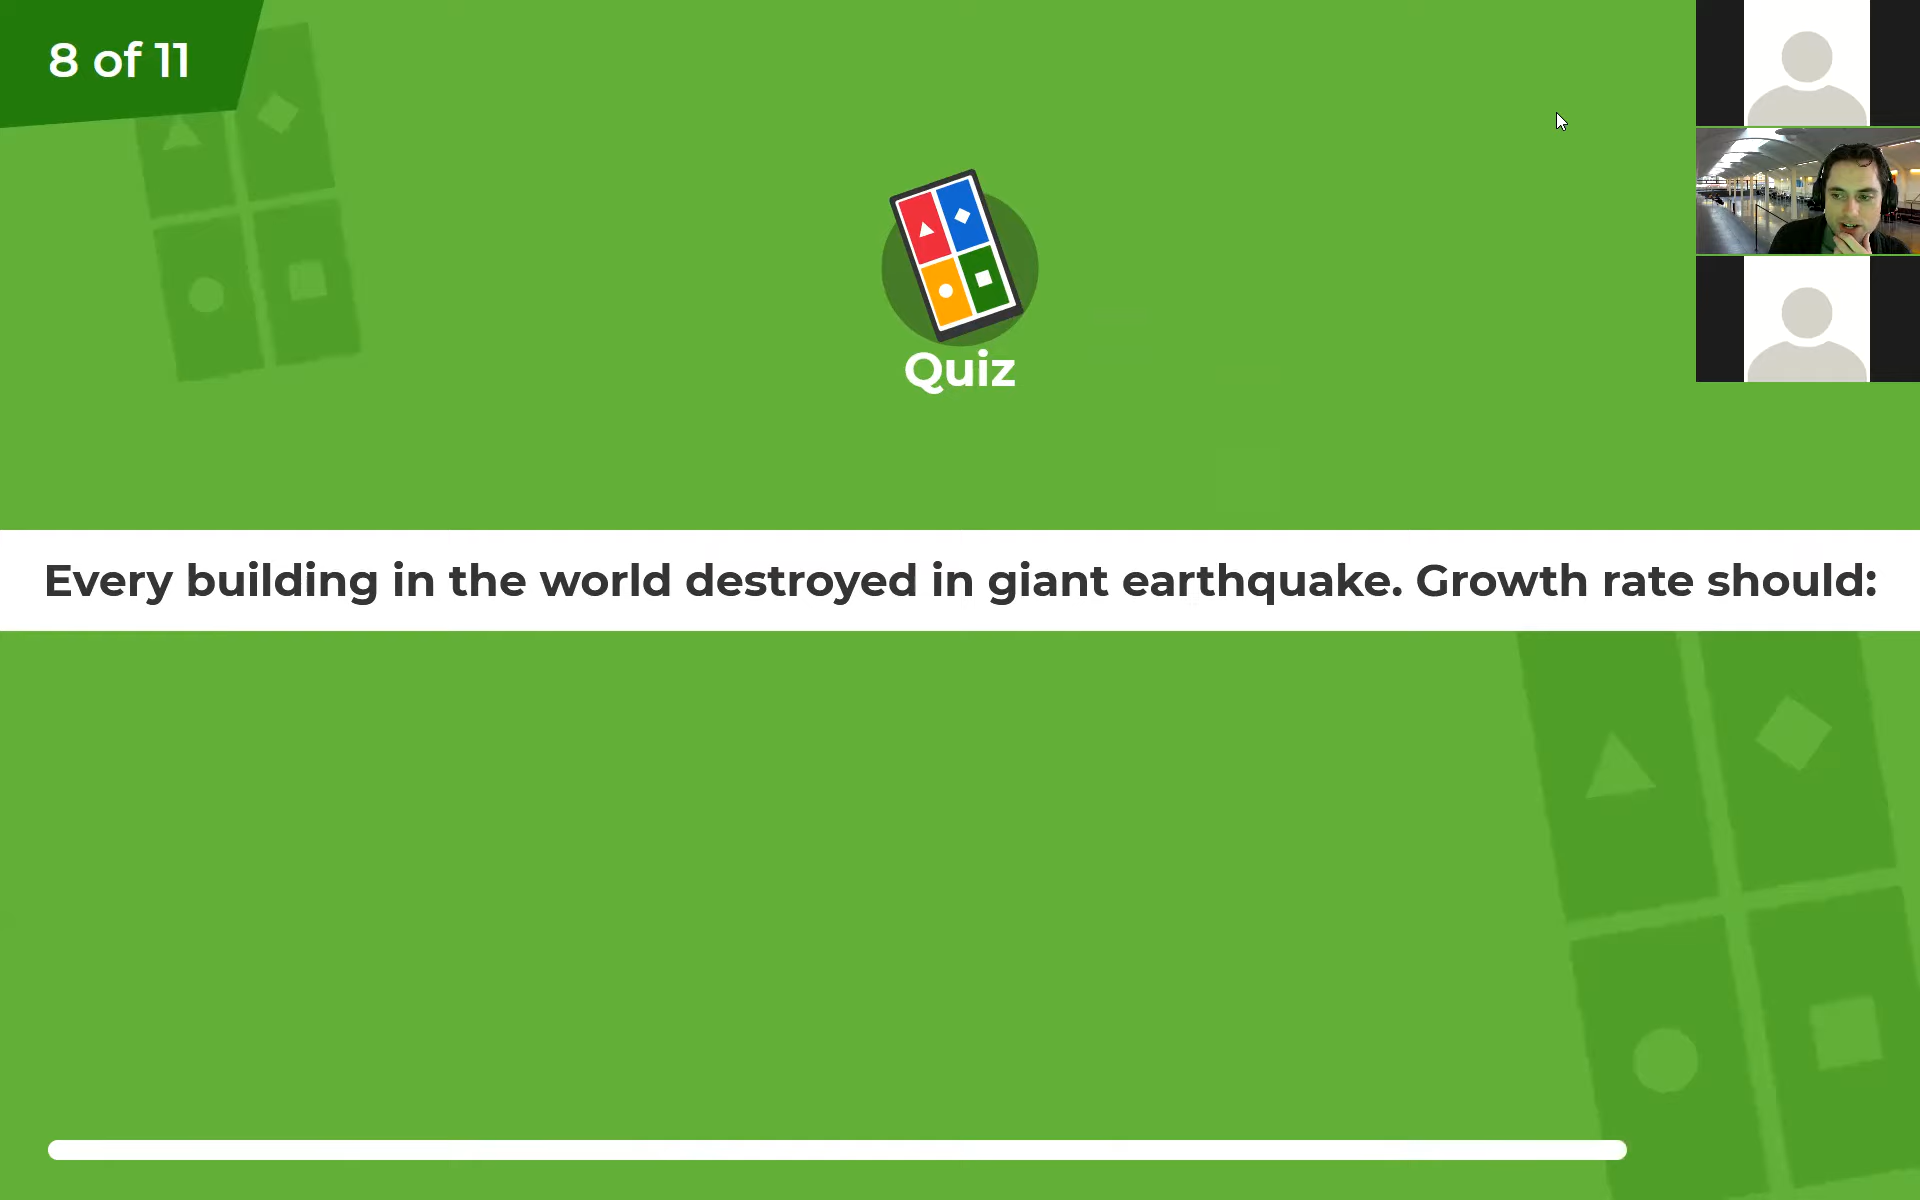 8 of 11
Quiz
Every building in the world destroyed in giant earthquake. Growth rate should: